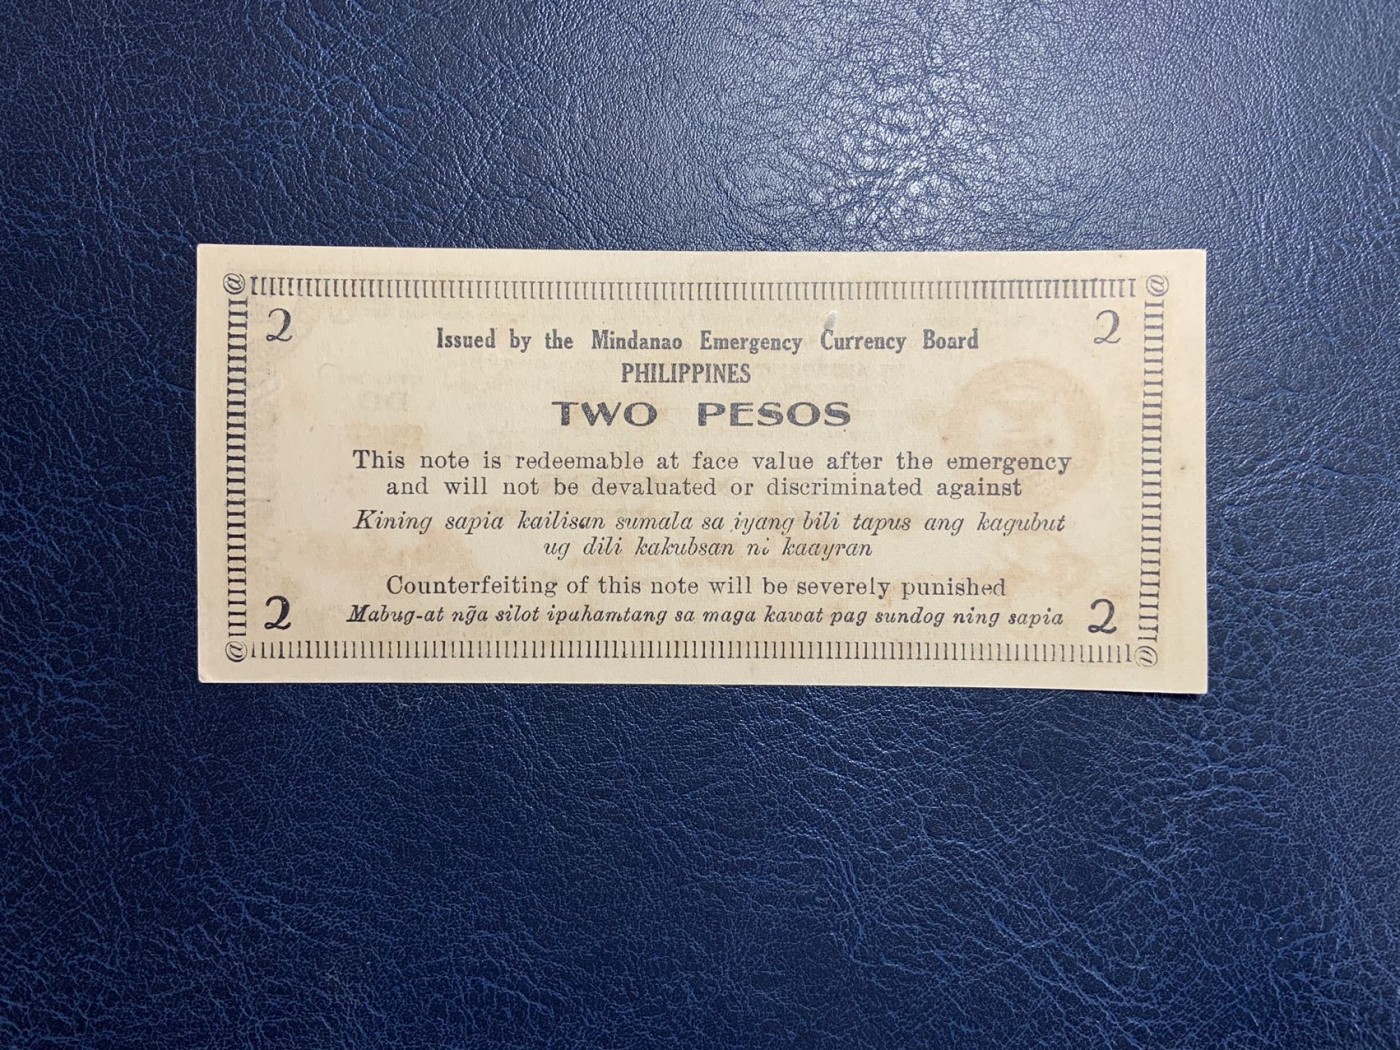 2 2
Issued by the Mindanao Emergency Currency Board
PHILIPPINES
TWO PESOS
This note is redeemable at face value after the emergency
and will not be devaluated or discriminated against
Kining sapia kailisan sumala sa iyang bili tapus ang kagubut
ug dili kakubsan ni kaayran
Counterfeiting of this note will be severely punished
Mabug-at ng̃a silot ipahamtang sa maga kawat pag sundog ning sapia
2 2